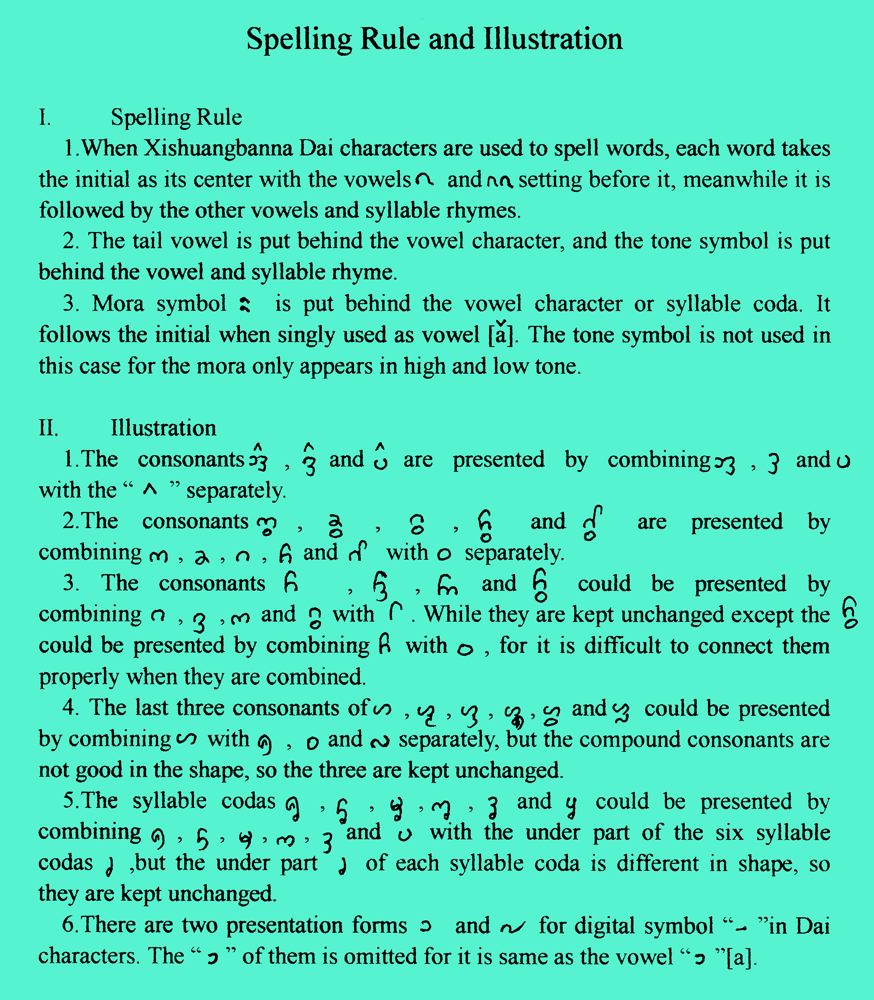 Spelling Rule and Illustration
I. Spelling Rule
1.When Xishuangbanna Dai characters are used to spell words, each word takes
the initial as its center with the vowels and setting before it, meanwhile it is
followed by the other vowels and syllable rhymes.
2. The tail vowel is put behind the vowel character, and the tone symbol is put
behind the vowel and syllable rhyme.
3. Mora symbol is put behind the vowel character or syllable coda. It
follows the initial when singly used as vowel [ǎ]. The tone symbol is not used in
this case for the mora only appears in high and low tone.
II. Illustration
1.The consonants , and are presented by combining , and
with the “ ^ ” separately.
2.The consonants , , , and are presented by
combining , , , and with separately.
3. The consonants , , and could be presented by
combining , , and with . While they are kept unchanged except the
could be presented by combining with , for it is difficult to connect them
properly when they are combined.
4. The last three consonants of , , , , and could be presented
by combining with , and separately, but the compound consonants are
not good in the shape, so the three are kept unchanged.
5.The syllable codas , , , , and could be presented by
combining , , , , and with the under part of the six syllable
codas ,but the under part of each syllable coda is different in shape, so
they are kept unchanged.
6.There are two presentation forms and for digital symbol “ ”in Dai
characters. The “ ” of them is omitted for it is same as the vowel “ ”[a].